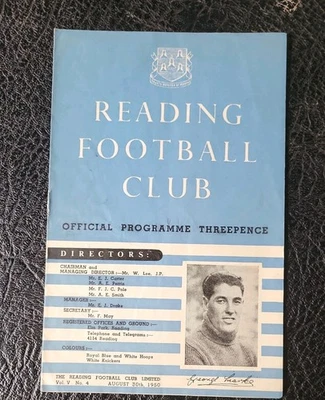 READING
FOOTBALL
CLUB
OFFICIAL PROGRAMME THREEPENCE
DIRECTORS:
CHAIRMAN and
MANAGING DIRECTOR :— Mr. W. Lee, J.P.
Mr. E. J. Carter
Mr. A. E.
Mr. F. J. C. Pole
Mr. A. K. Smith
MANAGER :—
Mr. E. J. Drake
SECRETARY :—
Mr. F. May
REGISTERED OFFICES AND GROUND :—
Elm Park, Reading
Telephone and Telegrams :—
4116 Reading
COLOURS :—
Royal Blue and White Hoops
White Knickers
THE READING FOOTBALL CLUB LIMITED
Vol. V No. 4 AUGUST 30th, 1950
George